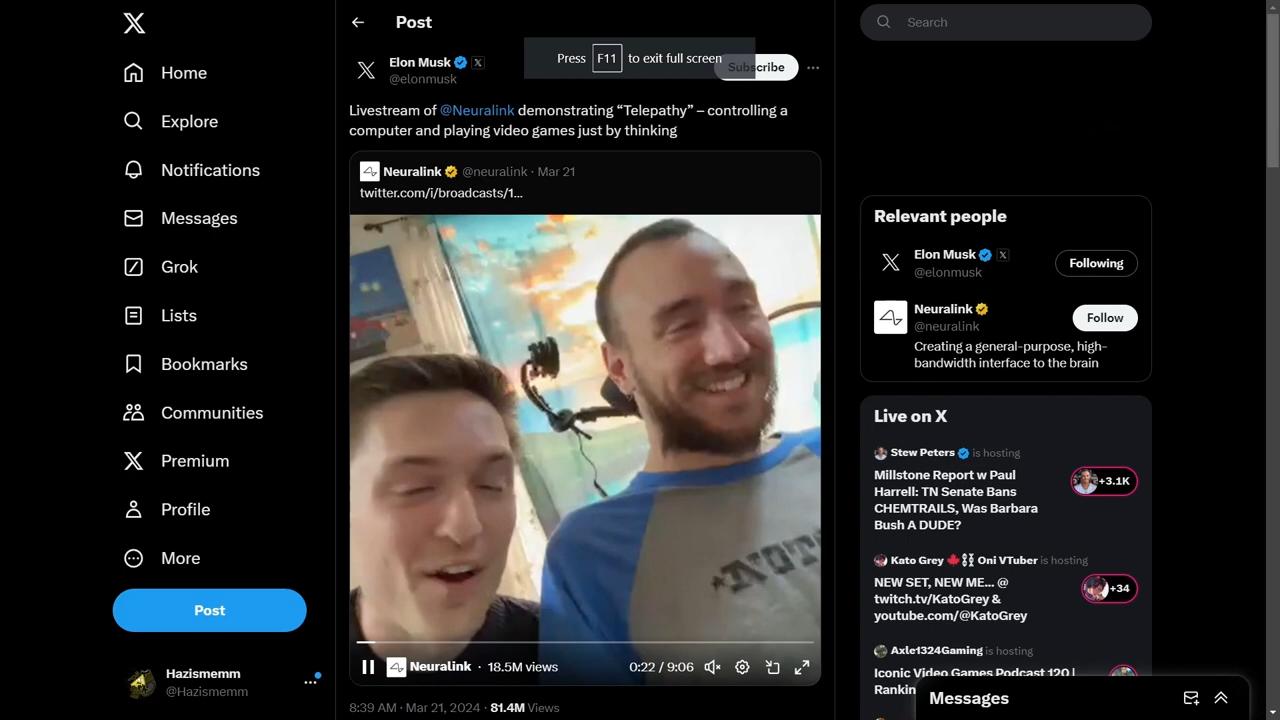 Home
Explore
Notifications
Messages
Grok
Lists
Bookmarks
Communities
Premium
Profile
More
Post
Hazismemm
@Hazismemm
Post
Press F11 to exit full screen
Elon Musk
@elonmusk
Subscribe
Livestream of @Neuralink demonstrating “Telepathy” – controlling a
computer and playing video games just by thinking
Neuralink @neuralink · Mar 21
twitter.com/i/broadcasts/1...
Neuralink · 18.5M views 0:22 / 9:06
8:39 AM · Mar 21, 2024 · 81.4M Views
Search
Relevant people
Elon Musk
@elonmusk
Following
Neuralink
@neuralink
Follow
Creating a general-purpose, high-
bandwidth interface to the brain
Live on X
Stew Peters is hosting
Millstone Report w Paul
Harrell: TN Senate Bans
CHEMTRAILS, Was Barbara
Bush A DUDE?
+3.1K
Kato Grey Oni VTuber is hosting
NEW SET, NEW ME... @
twitch.tv/KatoGrey &
youtube.com/@KatoGrey
+34
Axle1324Gaming is hosting
Iconic Video Games Podcast 120 |
Messages